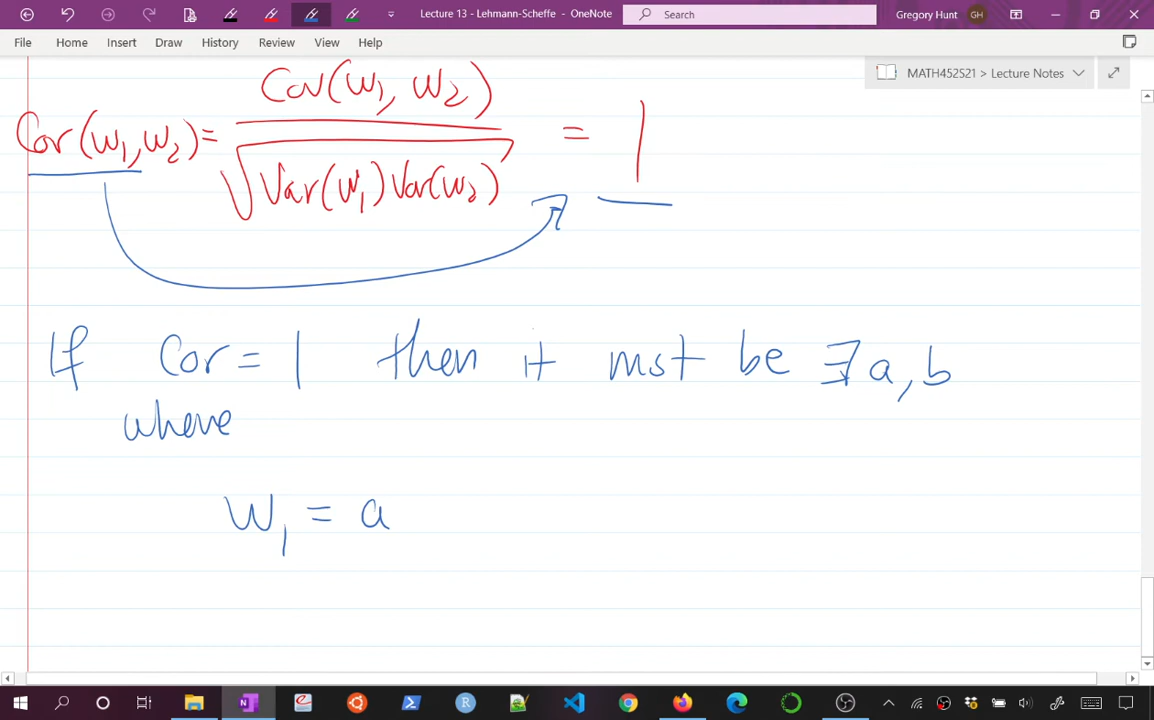 Lecture 13 - Lehmann-Scheffe - OneNote
Search
Gregory Hunt GH
File Home Insert Draw History Review View Help
MATH452S21 > Lecture Notes
Cor(W1, W2) = Cov(W1, W2) / √Var(W1)Var(W2) = 1
If Cor = 1 then it mst be ∃ a, b
where
W1 = a